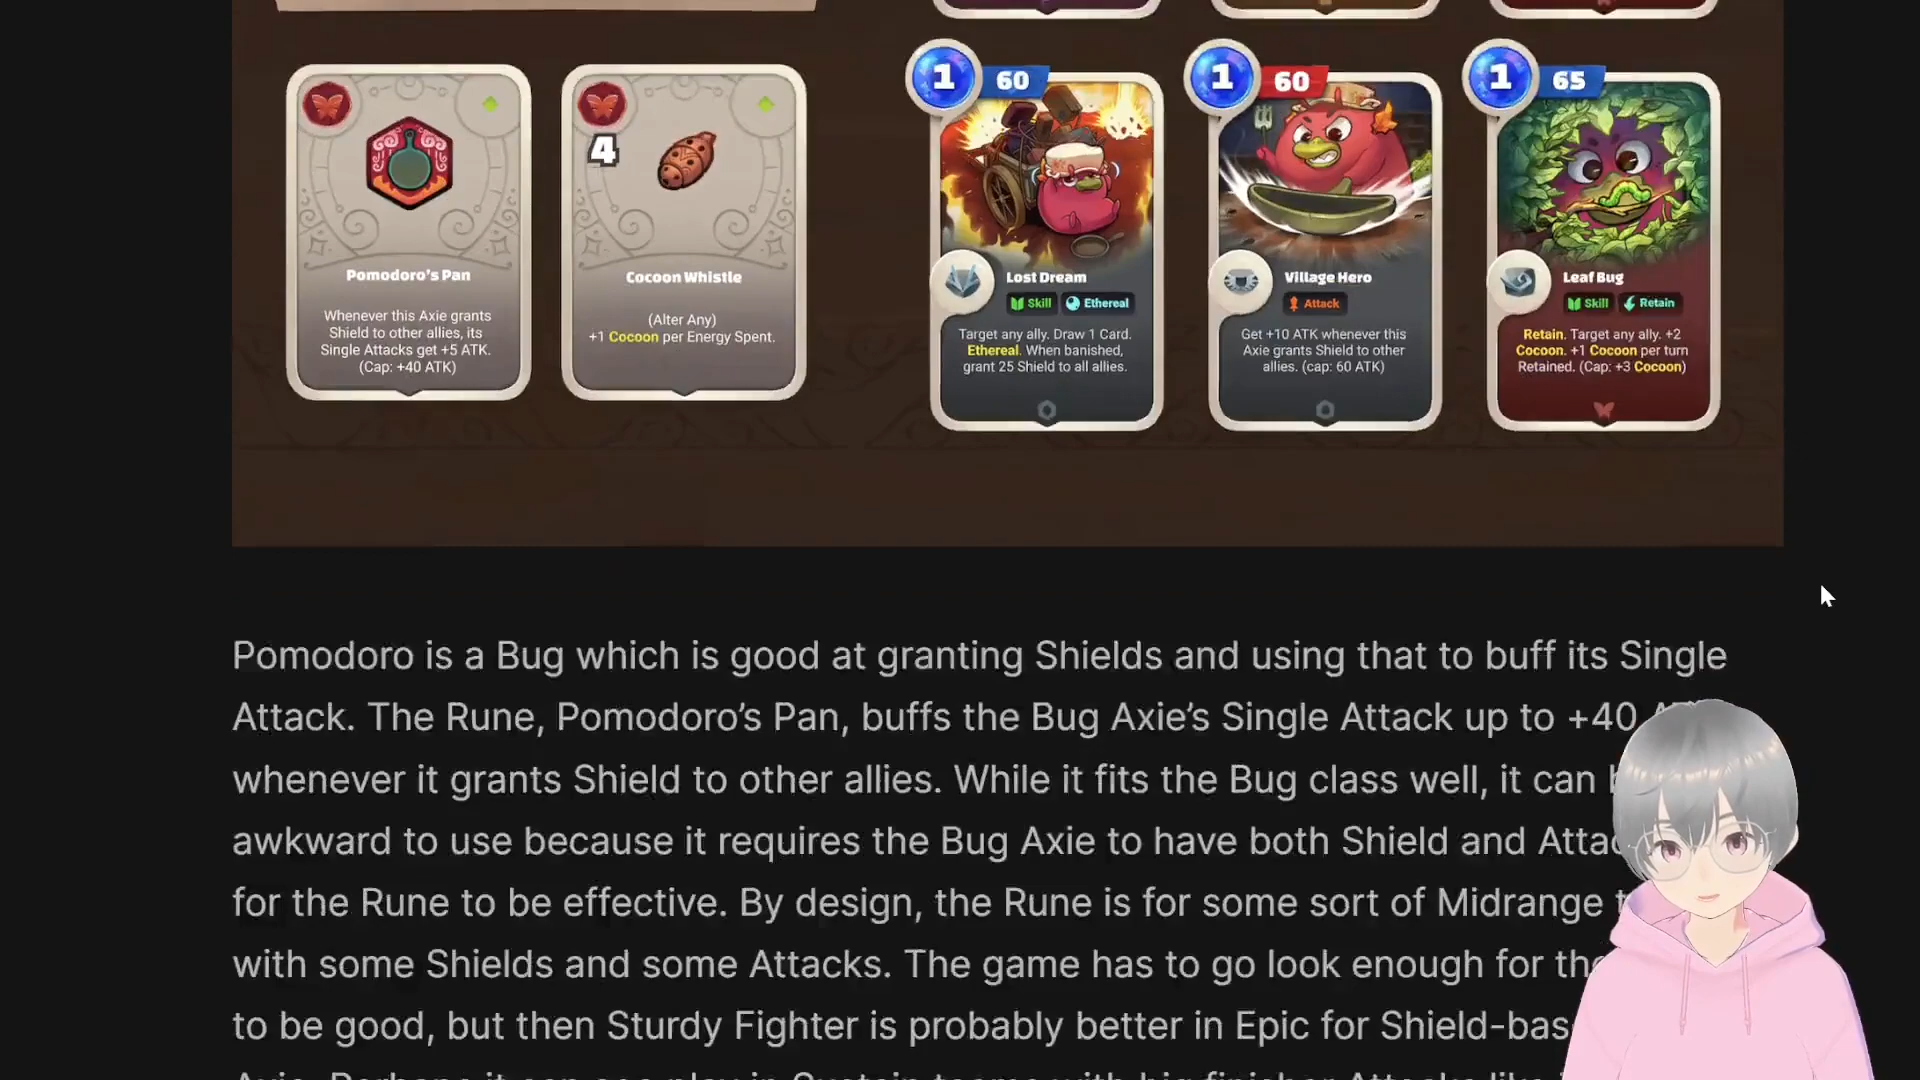 Pomodoro's Pan
Whenever this Axie grants
Shield to other allies, its
Single Attacks get +5 ATK.
(Cap: +40 ATK)
4
Cocoon Whistle
(Alter Any)
+1 Cocoon per Energy Spent.
1 60
Lost Dream
Skill Ethereal
Target any ally. Draw 1 Card.
Ethereal. When banished,
grant 25 Shield to all allies.
1 60
Village Hero
Attack
Get +10 ATK whenever this
Axie grants Shield to other
allies. (cap: 60 ATK)
1 65
Leaf Bug
Skill Retain
Retain. Target any ally. +2
Cocoon. +1 Cocoon per turn
Retained. (Cap: +3 Cocoon)
Pomodoro is a Bug which is good at granting Shields and using that to buff its Single
Attack. The Rune, Pomodoro's Pan, buffs the Bug Axie's Single Attack up to +40
whenever it grants Shield to other allies. While it fits the Bug class well, it can
awkward to use because it requires the Bug Axie to have both Shield and
for the Rune to be effective. By design, the Rune is for some sort of Midrange
with some Shields and some Attacks. The game has to go look enough for
to be good, but then Sturdy Fighter is probably better in Epic for